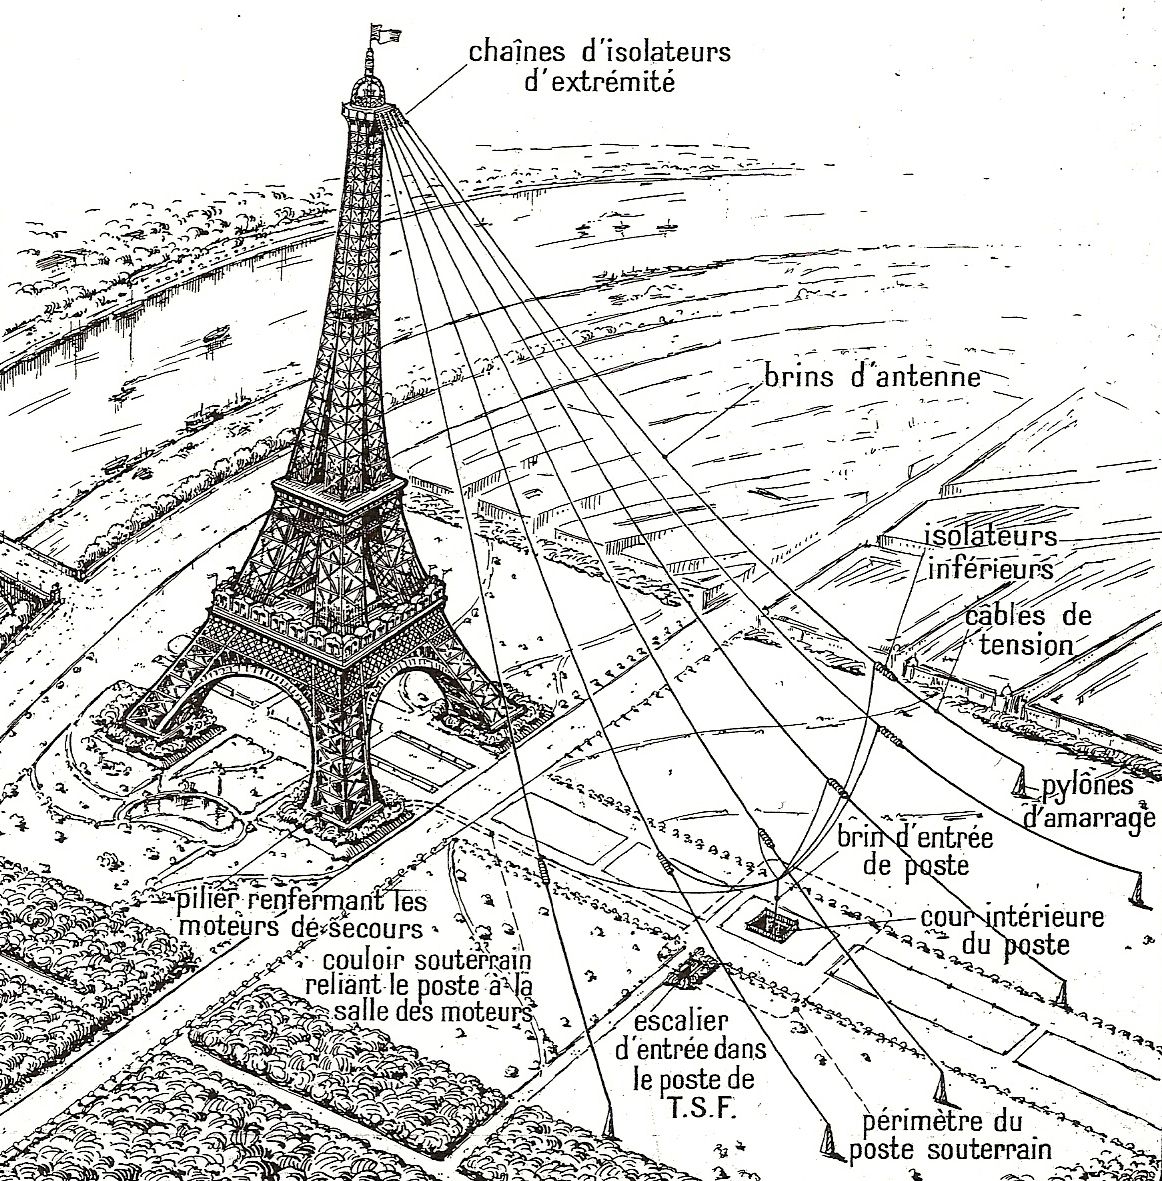 chaînes d'isolateurs
d'extrémité
brins d'antenne
isolateurs
inférieurs
câbles de
tension
pylônes
d'amarrage
brin d'entrée
de poste
pilier renfermant les
moteurs de secours
cour intérieure
du poste
couloir souterrain
reliant le poste à la
salle des moteurs
escalier
d'entrée dans
le poste de
T.S.F.
périmètre du
poste souterrain